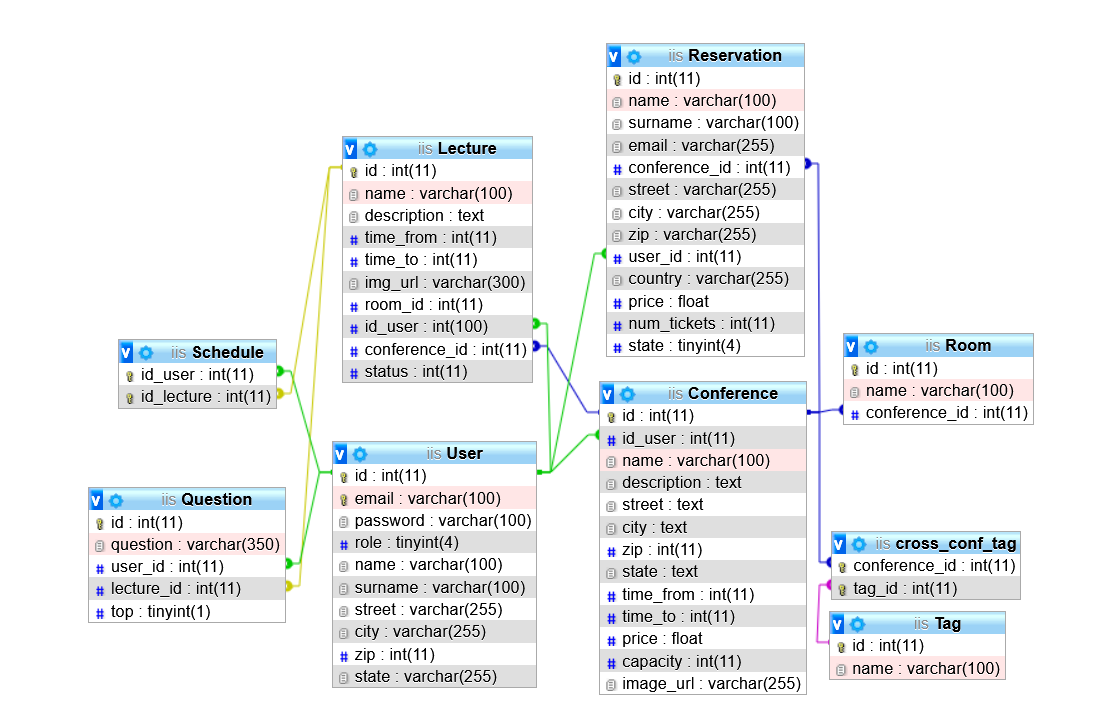 iis Reservation
id : int(11)
name : varchar(100)
surname : varchar(100)
email : varchar(255)
conference_id : int(11)
street : varchar(255)
city : varchar(255)
zip : varchar(255)
user_id : int(11)
country : varchar(255)
price : float
num_tickets : int(11)
state : tinyint(4)
v iis Lecture
id : int(11)
name : varchar(100)
description : text
# time_from : int(11)
# time_to : int(11)
img_url : varchar(300)
# room_id : int(11)
# id_user : int(100)
# conference_id : int(11)
# status : int(11)
v iis Schedule
id_user : int(11)
id_lecture : int(11)
v iis User
id : int(11)
email : varchar(100)
password : varchar(100)
# role : tinyint(4)
name : varchar(100)
surname : varchar(100)
street : varchar(255)
city : varchar(255)
# zip : int(11)
state : varchar(255)
v iis Question
id : int(11)
question : varchar(350)
# user_id : int(11)
# lecture_id : int(11)
# top : tinyint(1)
v iis Conference
id : int(11)
# id_user : int(11)
name : varchar(100)
description : text
street : text
city : text
# zip : int(11)
state : text
# time_from : int(11)
# time_to : int(11)
# price : float
# capacity : int(11)
image_url : varchar(255)
v iis Room
id : int(11)
name : varchar(100)
# conference_id : int(11)
v iis cross_conf_tag
conference_id : int(11)
tag_id : int(11)
v iis Tag
id : int(11)
name : varchar(100)